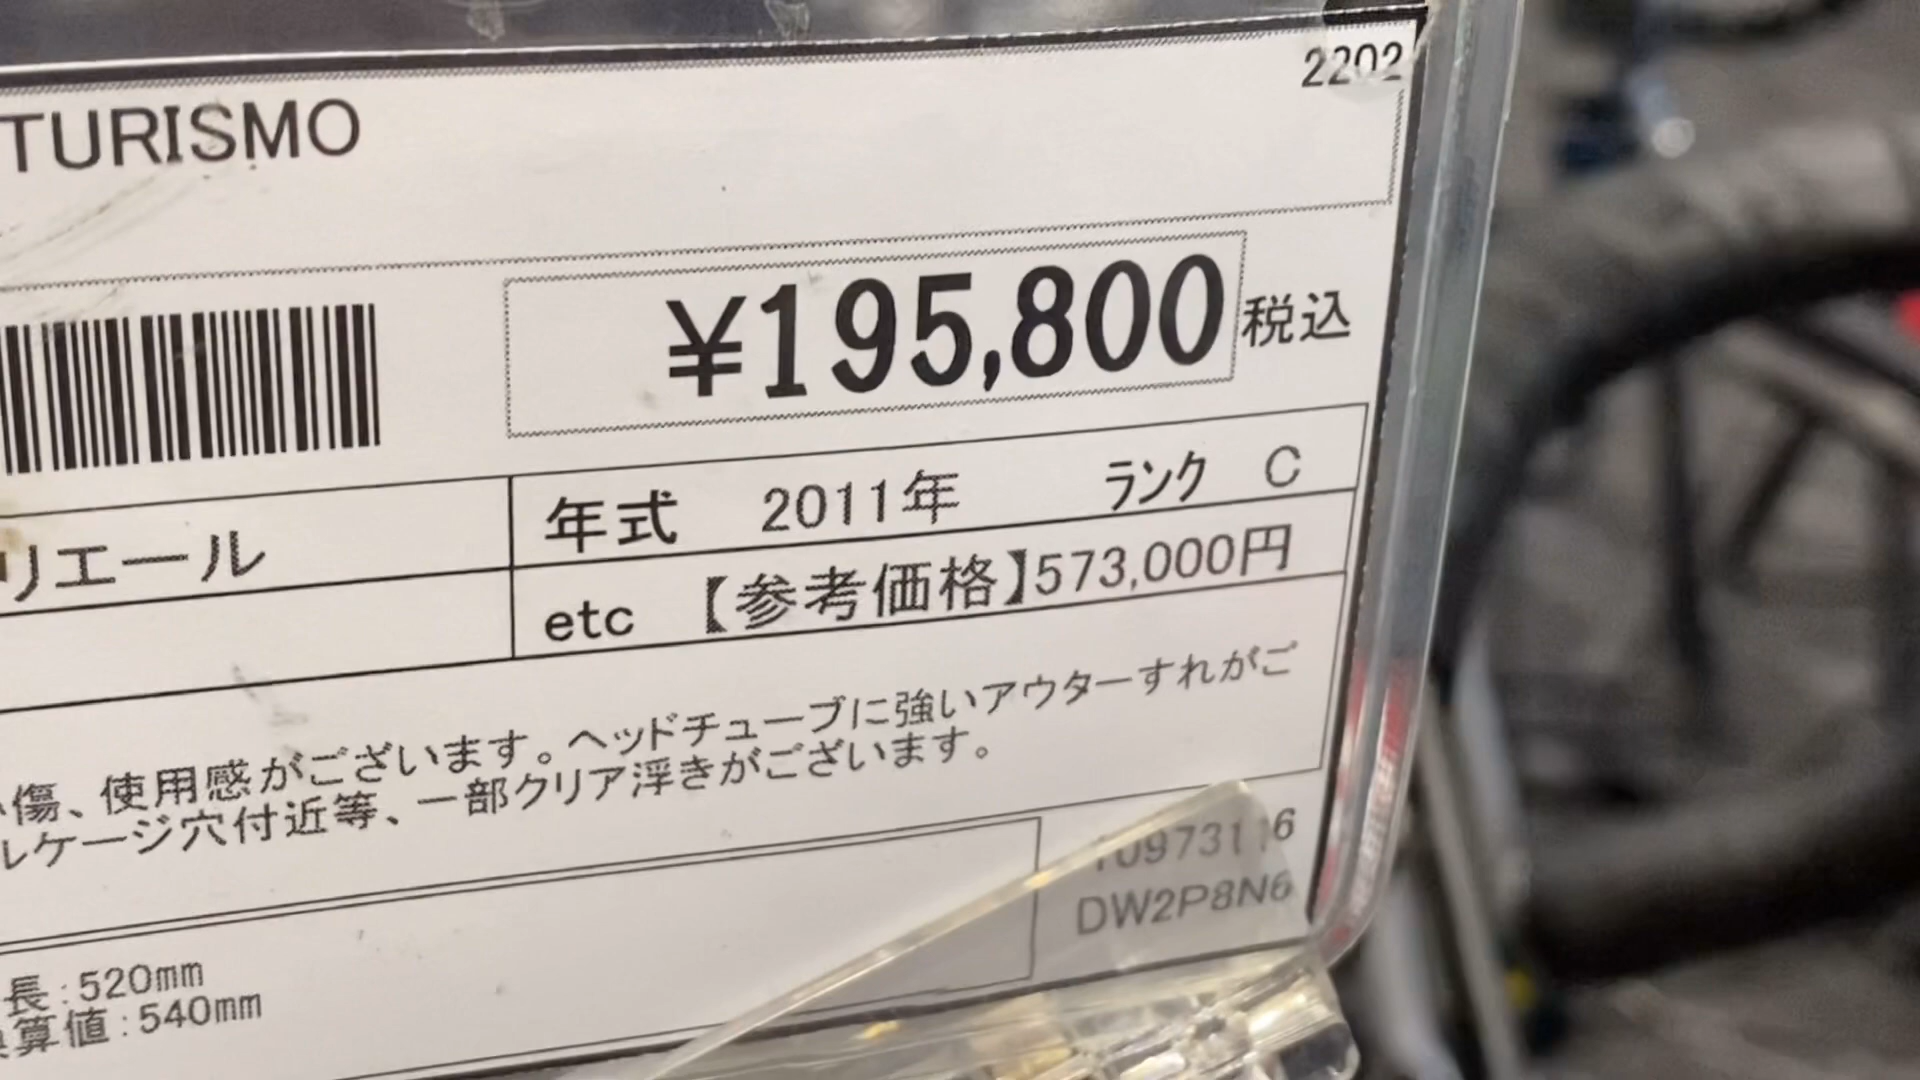 2202
TURISMO
¥195,800税込
年式 2011年 ランク C
リエール
etc 【参考価格】573,000円
傷、使用感がございます。ヘッドチューブに強いアウターすれがご
ルケージ穴付近等、一部クリア浮きがございます。
DW2P8N6
長:520mm
算値:540mm